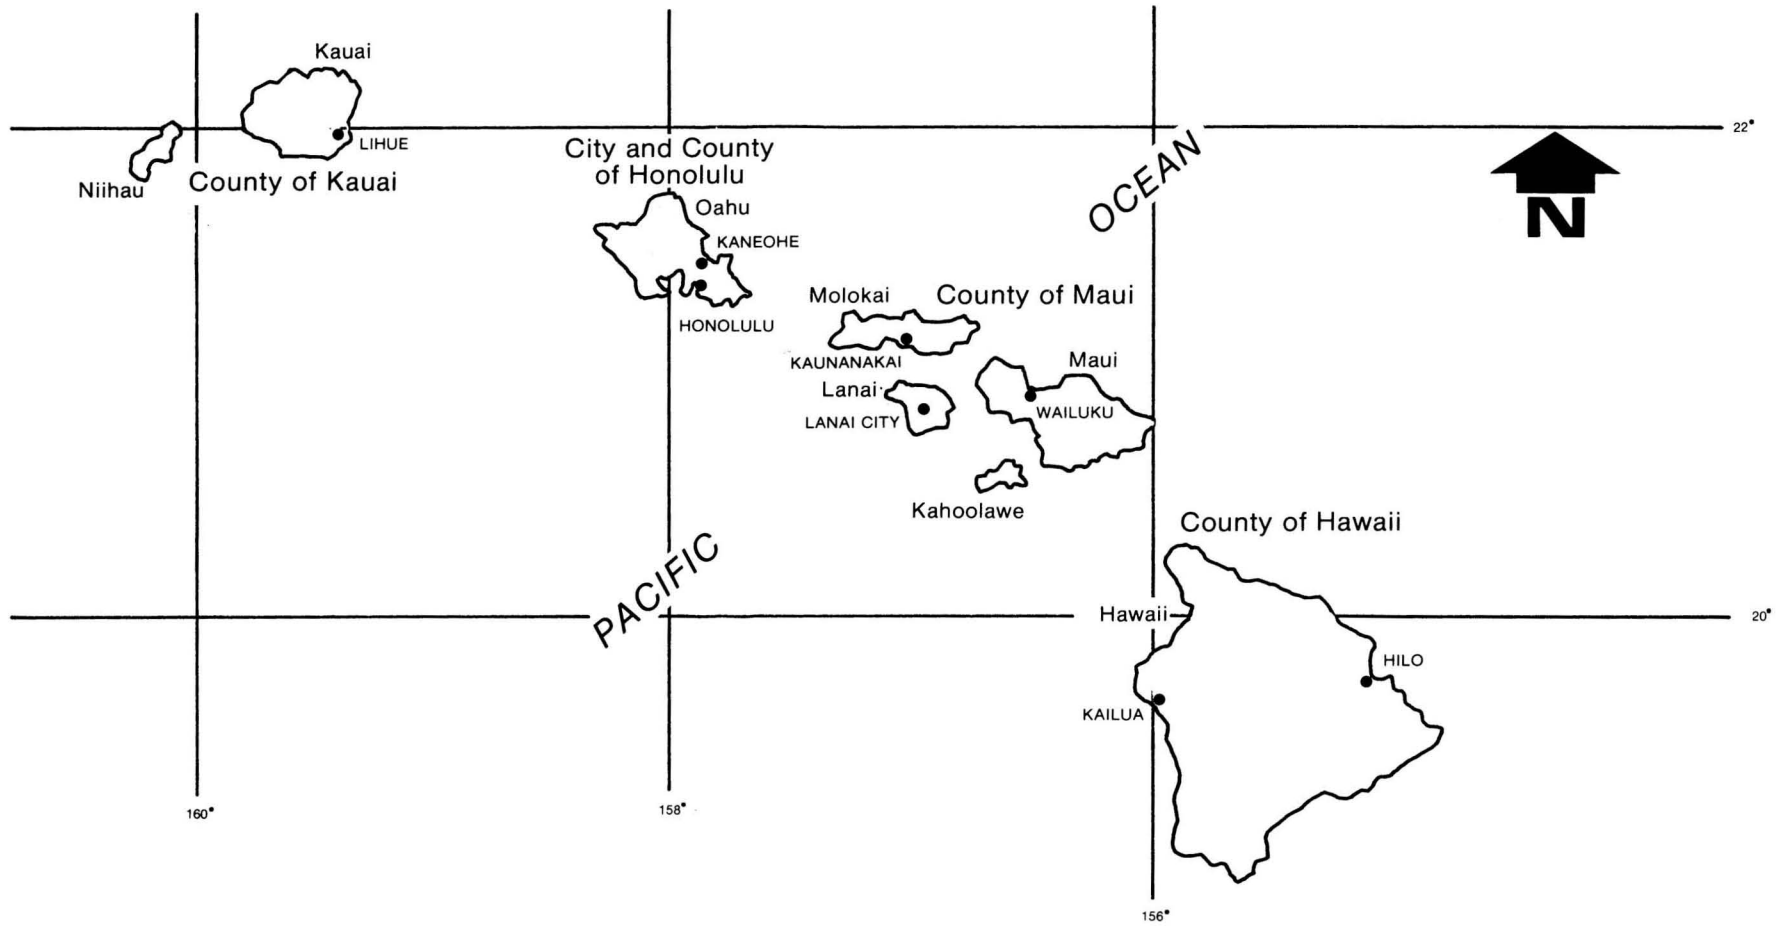 Kauai
22°
LIHUE
Niihau
County of Kauai
City and County
of Honolulu
OCEAN
N
Oahu
KANEOHE
HONOLULU
Molokai
County of Maui
KAUNANAKAI
Maui
Lanai
LANAI CITY
WAILUKU
Kahoolawe
County of Hawaii
PACIFIC
Hawaii
20°
HILO
KAILUA
160°
158°
156°